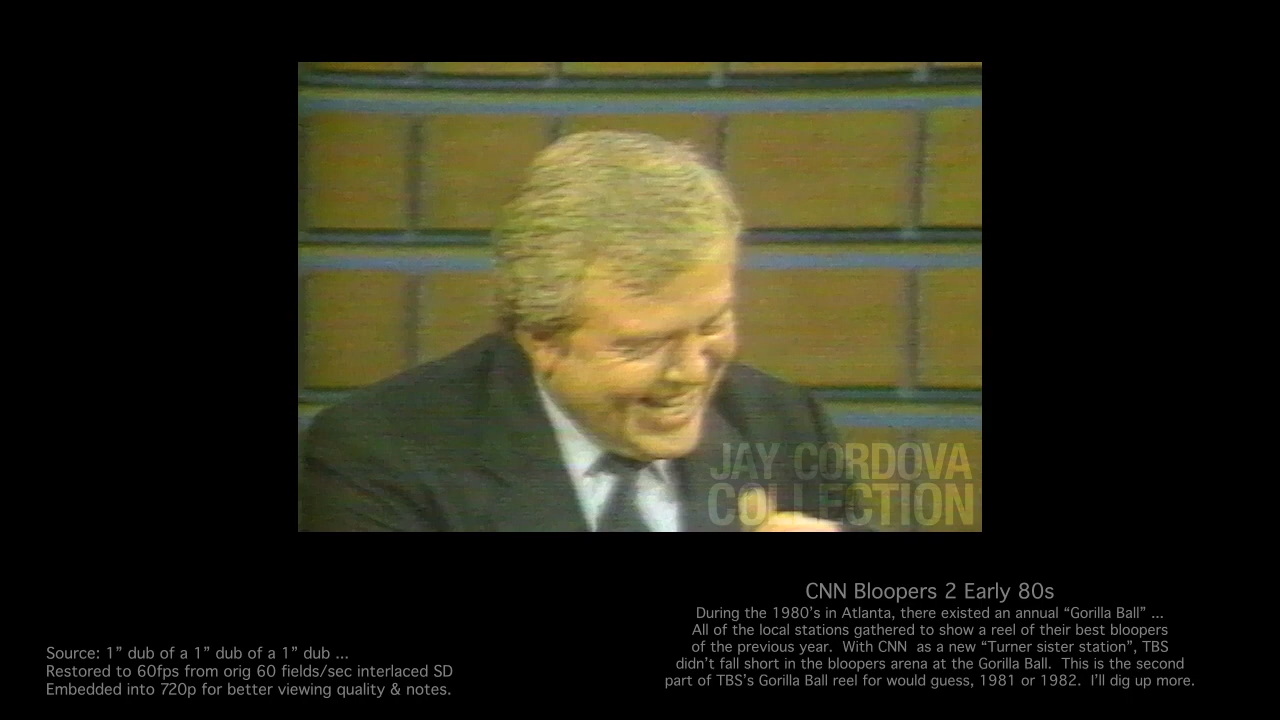 JAY CORDOVA
COLLECTION
CNN Bloopers 2 Early 80s
During the 1980's in Atlanta, there existed an annual “Gorilla Ball” ...
All of the local stations gathered to show a reel of their best bloopers
of the previous year.  With CNN  as a new “Turner sister station”, TBS
didn't fall short in the bloopers arena at the Gorilla Ball.  This is the second
part of TBS's Gorilla Ball reel for would guess, 1981 or 1982.  I'll dig up more.
Source: 1” dub of a 1” dub of a 1” dub ...
Restored to 60fps from orig 60 fields/sec interlaced SD
Embedded into 720p for better viewing quality & notes.